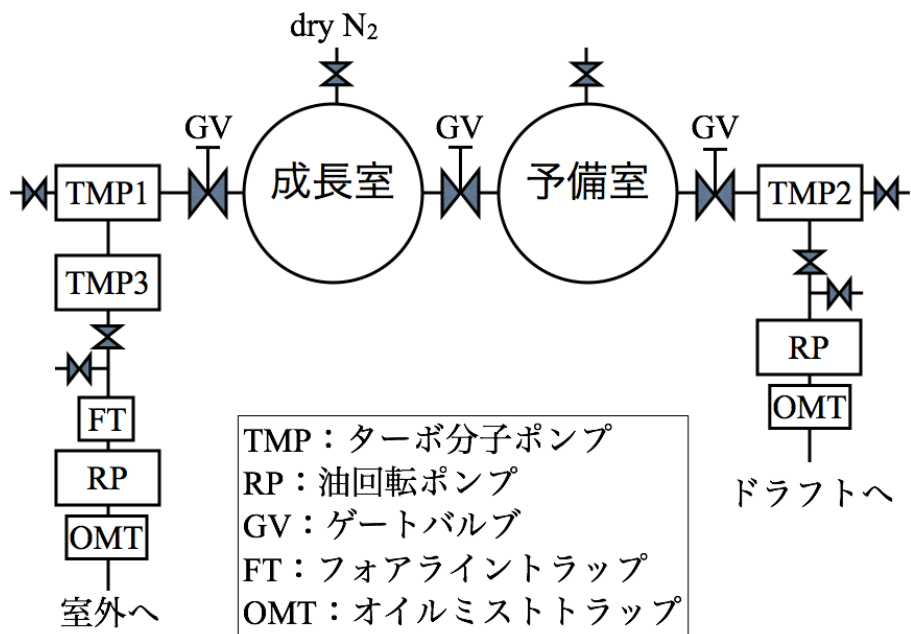 dry N₂
GV
GV
GV
成長室
予備室
TMP1
TMP2
TMP3
RP
FT
OMT
RP
ドラフトへ
OMT
室外へ
TMP：ターボ分子ポンプ
RP：油回転ポンプ
GV：ゲートバルブ
FT：フォアライントラップ
OMT：オイルミストトラップ